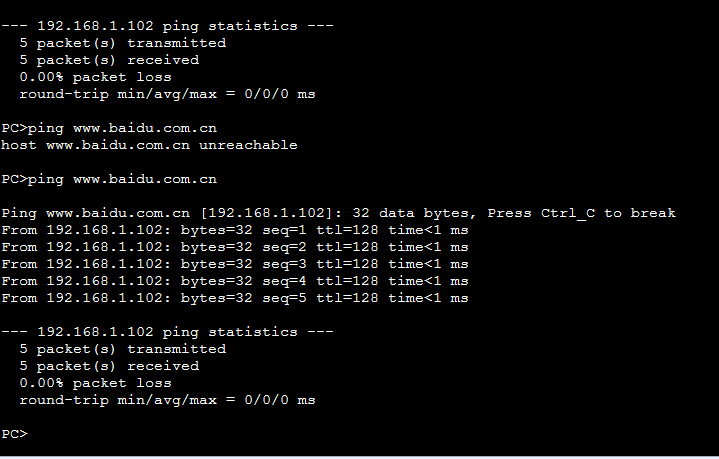 --- 192.168.1.102 ping statistics ---
  5 packet(s) transmitted
  5 packet(s) received
  0.00% packet loss
  round-trip min/avg/max = 0/0/0 ms
PC>ping www.baidu.com.cn
host www.baidu.com.cn unreachable
PC>ping www.baidu.com.cn
Ping www.baidu.com.cn [192.168.1.102]: 32 data bytes, Press Ctrl_C to break
From 192.168.1.102: bytes=32 seq=1 ttl=128 time<1 ms
From 192.168.1.102: bytes=32 seq=2 ttl=128 time<1 ms
From 192.168.1.102: bytes=32 seq=3 ttl=128 time<1 ms
From 192.168.1.102: bytes=32 seq=4 ttl=128 time<1 ms
From 192.168.1.102: bytes=32 seq=5 ttl=128 time<1 ms
--- 192.168.1.102 ping statistics ---
  5 packet(s) transmitted
  5 packet(s) received
  0.00% packet loss
  round-trip min/avg/max = 0/0/0 ms
PC>